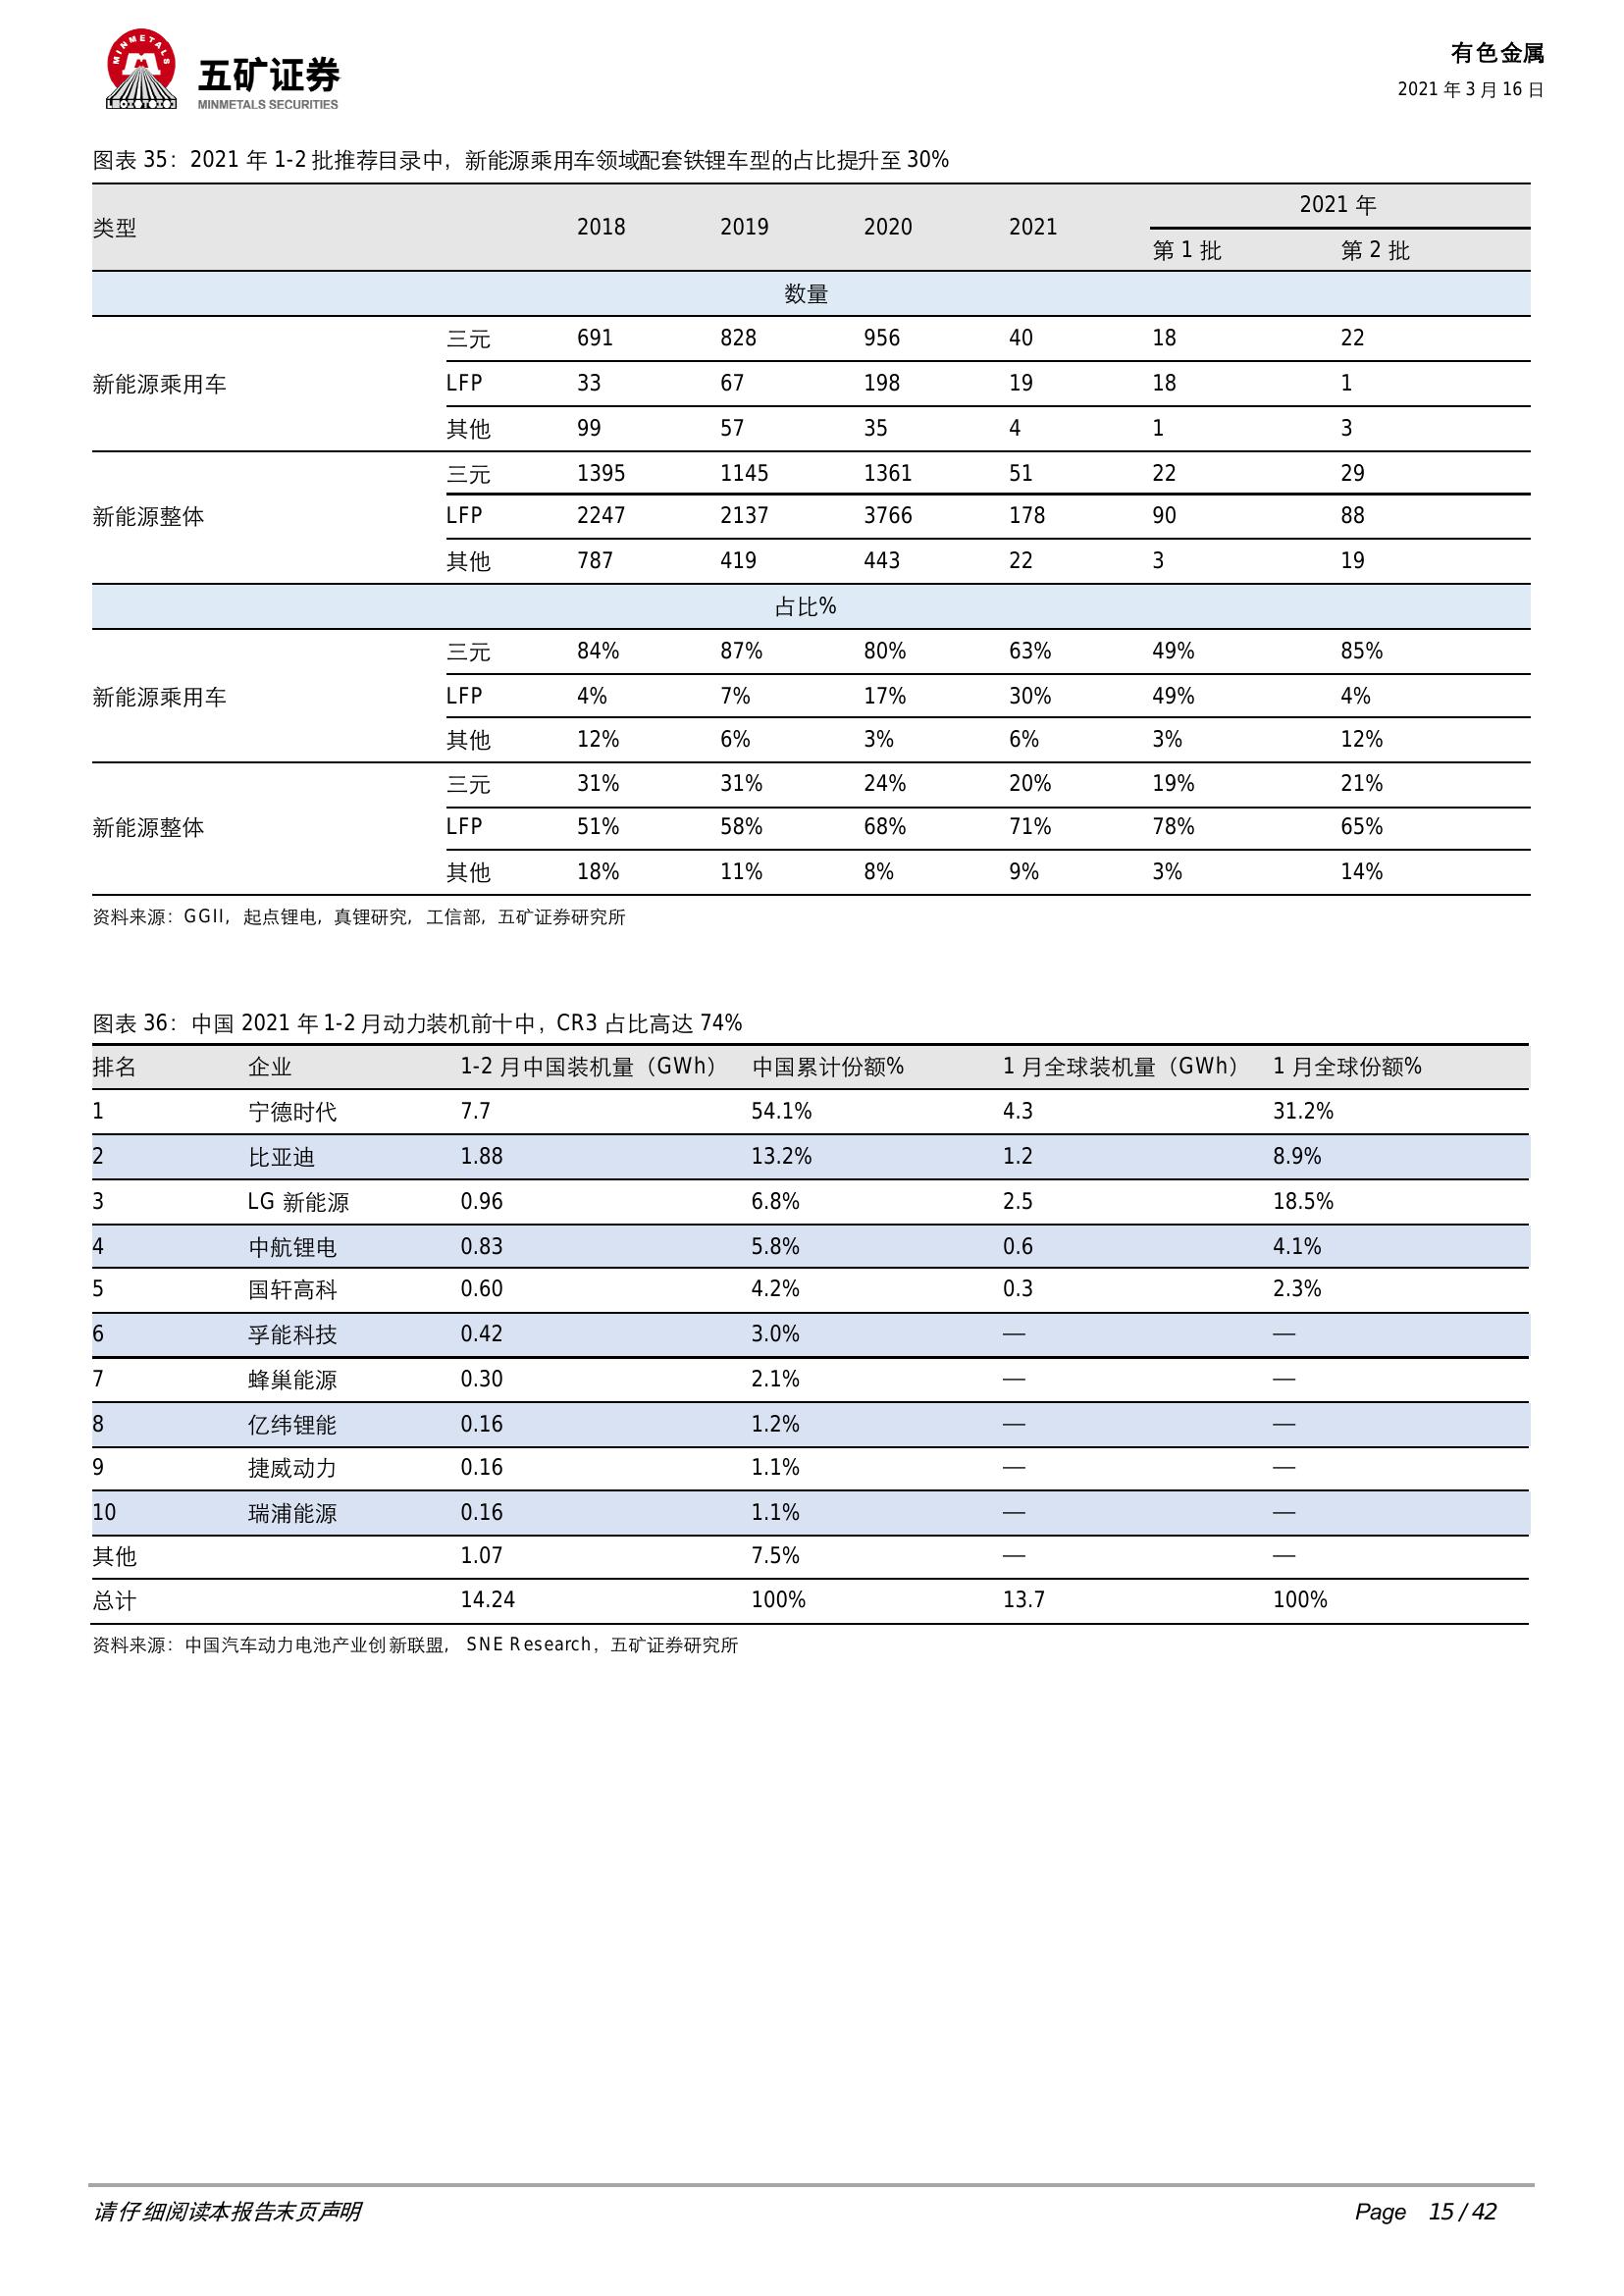 MINMETALS
五矿证券
MINMETALS SECURITIES
有色金属
2021 年 3 月 16 日
图表 35：2021 年 1-2 批推荐目录中，新能源乘用车领域配套铁锂车型的占比提升至 30%
类型 2018 2019 2020 2021 2021 年
第 1 批 第 2 批
数量
新能源乘用车 三元 691 828 956 40 18 22
LFP 33 67 198 19 18 1
其他 99 57 35 4 1 3
新能源整体 三元 1395 1145 1361 51 22 29
LFP 2247 2137 3766 178 90 88
其他 787 419 443 22 3 19
占比%
新能源乘用车 三元 84% 87% 80% 63% 49% 85%
LFP 4% 7% 17% 30% 49% 4%
其他 12% 6% 3% 6% 3% 12%
新能源整体 三元 31% 31% 24% 20% 19% 21%
LFP 51% 58% 68% 71% 78% 65%
其他 18% 11% 8% 9% 3% 14%
资料来源：GGII，起点锂电，真锂研究，工信部，五矿证券研究所
图表 36：中国 2021 年 1-2 月动力装机前十中，CR3 占比高达 74%
排名 企业 1-2 月中国装机量（GWh） 中国累计份额% 1 月全球装机量（GWh） 1 月全球份额%
1 宁德时代 7.7 54.1% 4.3 31.2%
2 比亚迪 1.88 13.2% 1.2 8.9%
3 LG 新能源 0.96 6.8% 2.5 18.5%
4 中航锂电 0.83 5.8% 0.6 4.1%
5 国轩高科 0.60 4.2% 0.3 2.3%
6 孚能科技 0.42 3.0% — —
7 蜂巢能源 0.30 2.1% — —
8 亿纬锂能 0.16 1.2% — —
9 捷威动力 0.16 1.1% — —
10 瑞浦能源 0.16 1.1% — —
其他 1.07 7.5% — —
总计 14.24 100% 13.7 100%
资料来源：中国汽车动力电池产业创新联盟， SNE Research，五矿证券研究所
请仔细阅读本报告末页声明
Page 15 / 42